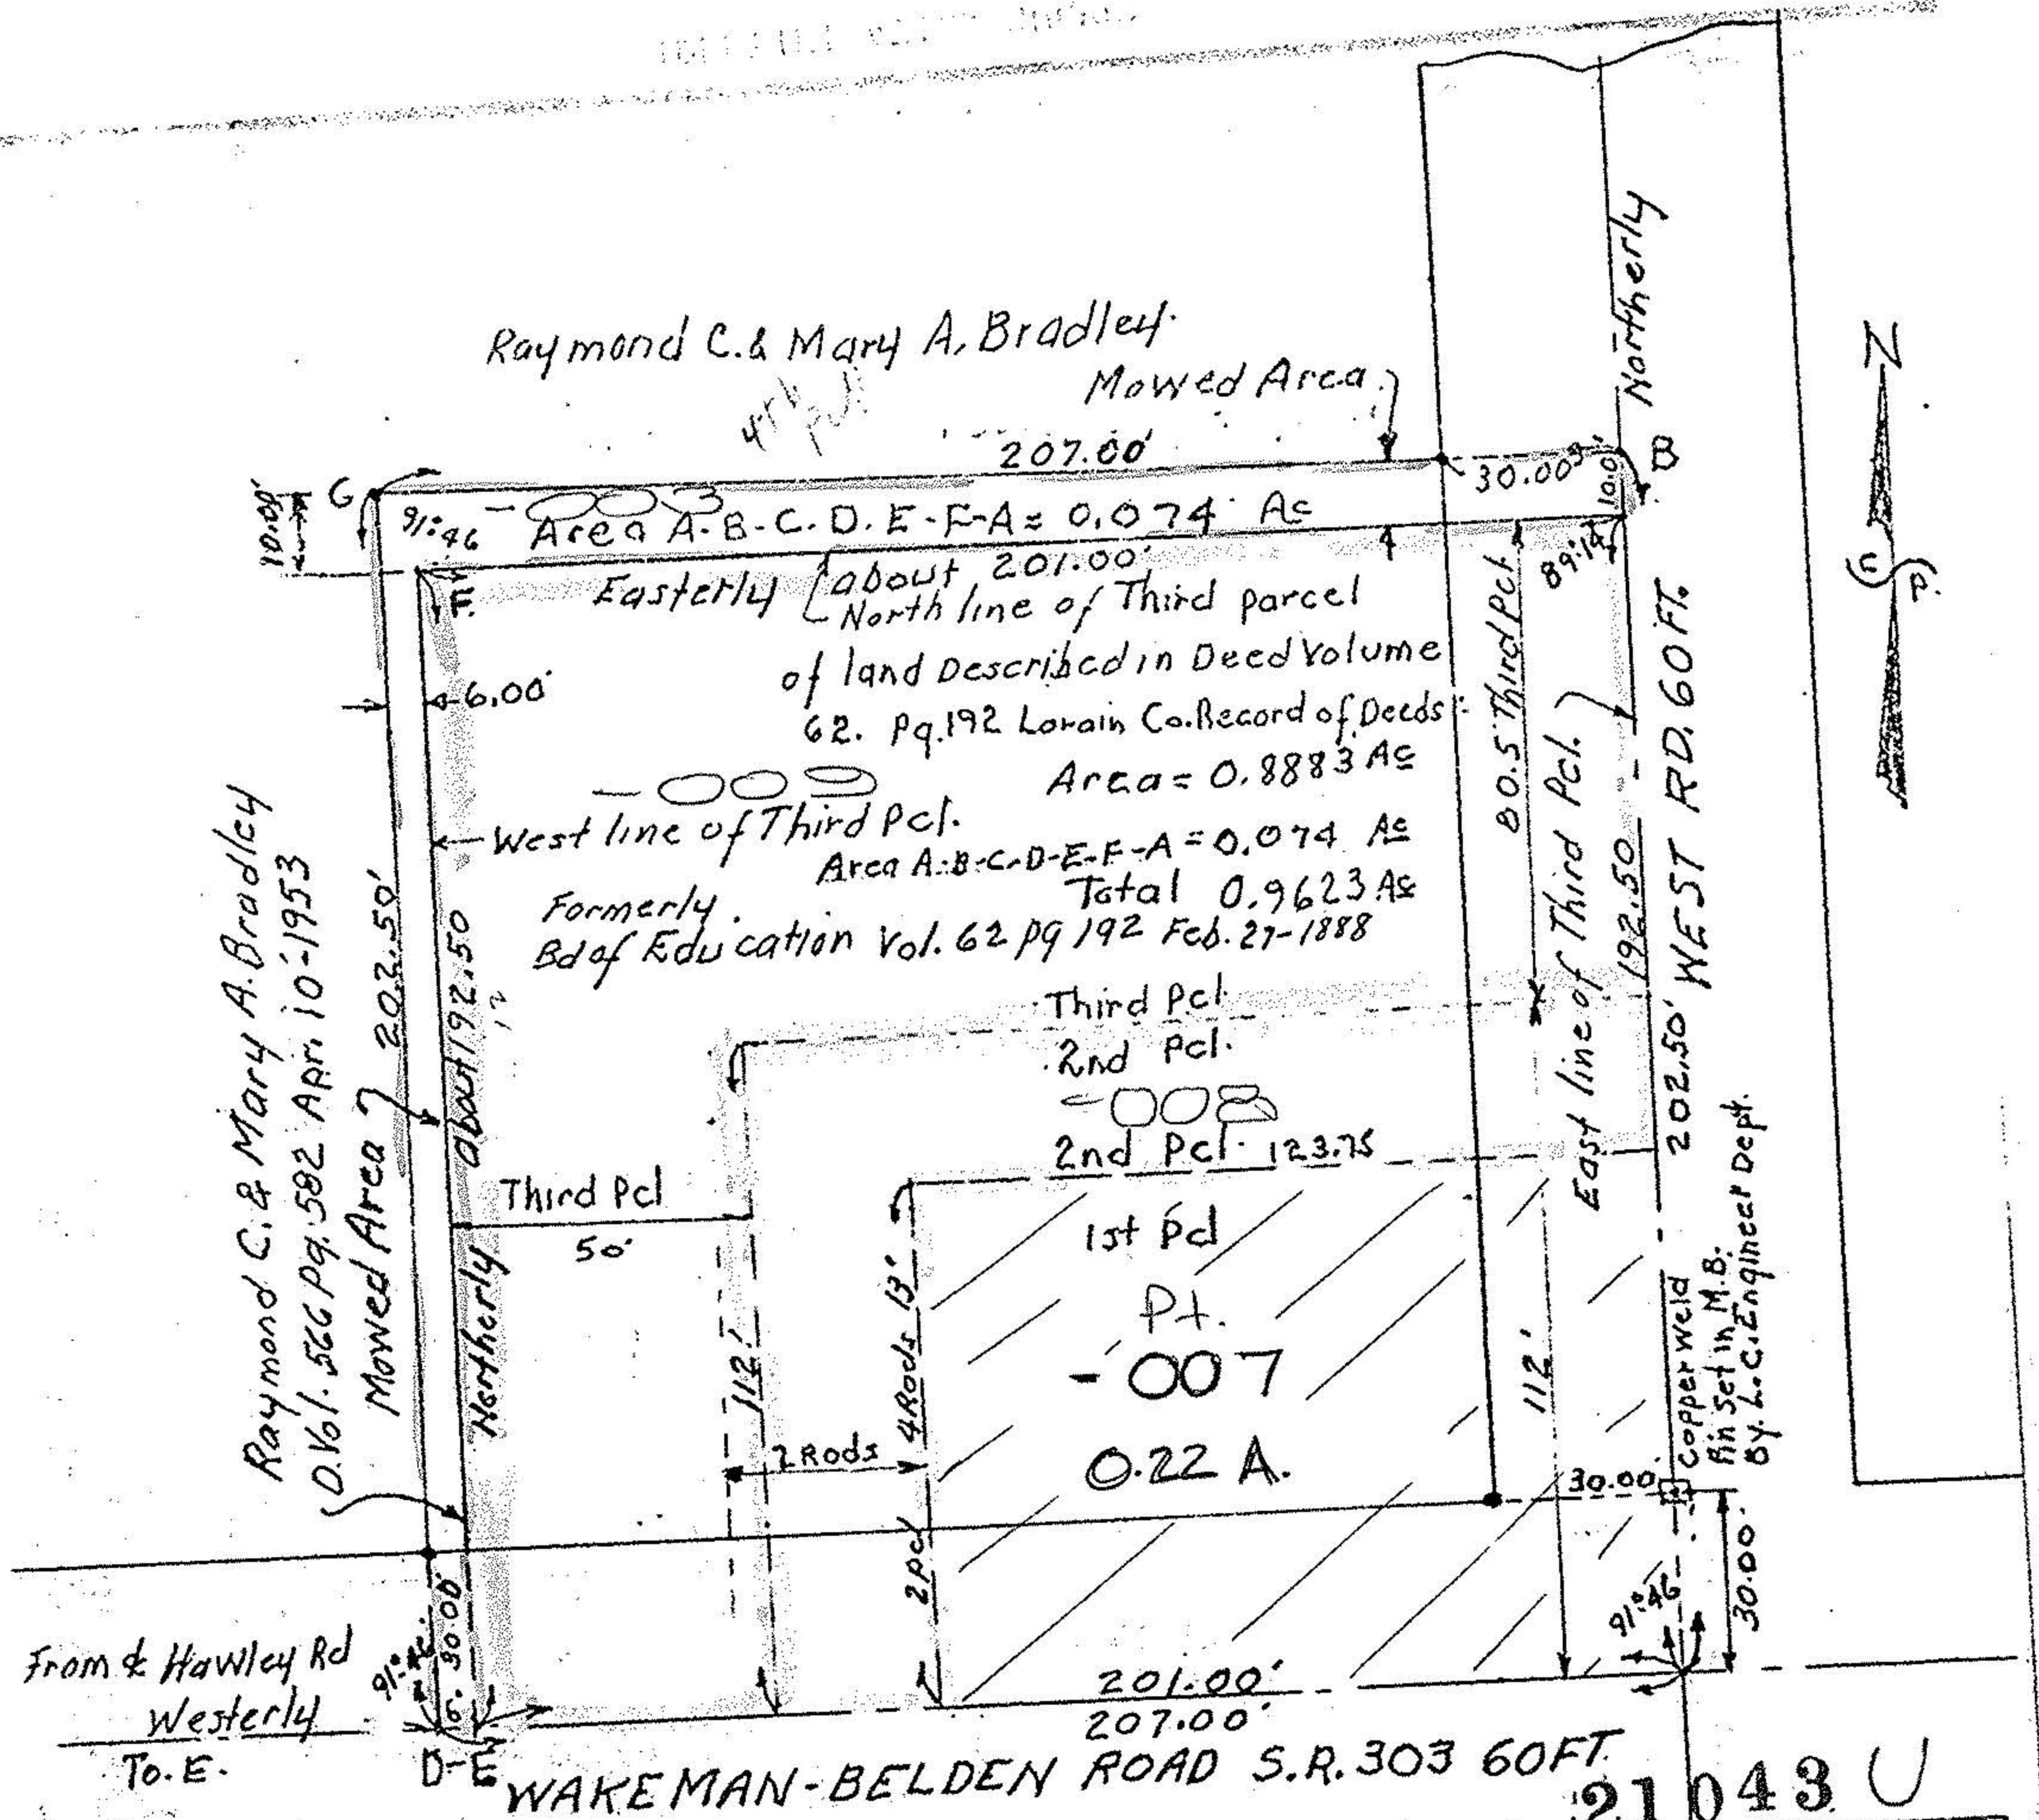 Raymond C. & Mary A. Bradley
Mowed Area
Northerly
N
207.00'
30.00
B
10.00'
C
10.00'
91°46
-003
Area A-B-C-D-E-F-A = 0.074 Ac
89°14
F
Easterly
about 201.00'
North line of Third parcel
of land Described in Deed Volume
62. Pg. 192 Lorain Co. Record of Deeds
Area = 0.8883 Ac
6.00'
-009
West line of Third Pcl.
Area A-B-C-D-E-F-A = 0.074 Ac
Total 0.9623 Ac
Formerly
Bd of Education Vol. 62 pg 192 Feb. 27-1888
80.5' Third Pcl.
East line of Third Pcl.
192.50
202.50'
WEST RD. 60 FT.
Raymond C. & Mary A. Bradley
D. Vol. 566 Pg. 582 Apr. 10-1953
Mowed Area
202.50'
Northerly about 192.50
Third Pcl.
2nd Pcl.
-008
2nd Pcl. 123.75
Third Pcl
50'
1st Pcl
Pt.
-007
0.22 A.
112'
2 Rods
2 pcl 4 Rods 13"
112'
30.00'
Copperweld
Pin Set in M.B.
By. L.C. Engineer Dept.
30.00'
91°46
From ℄ Hawley Rd
Westerly
To. E.
91°46'
30.00'
6.
D-E
201.00'
207.00'
WAKEMAN-BELDEN ROAD S.R. 303 60 FT.
21043 U